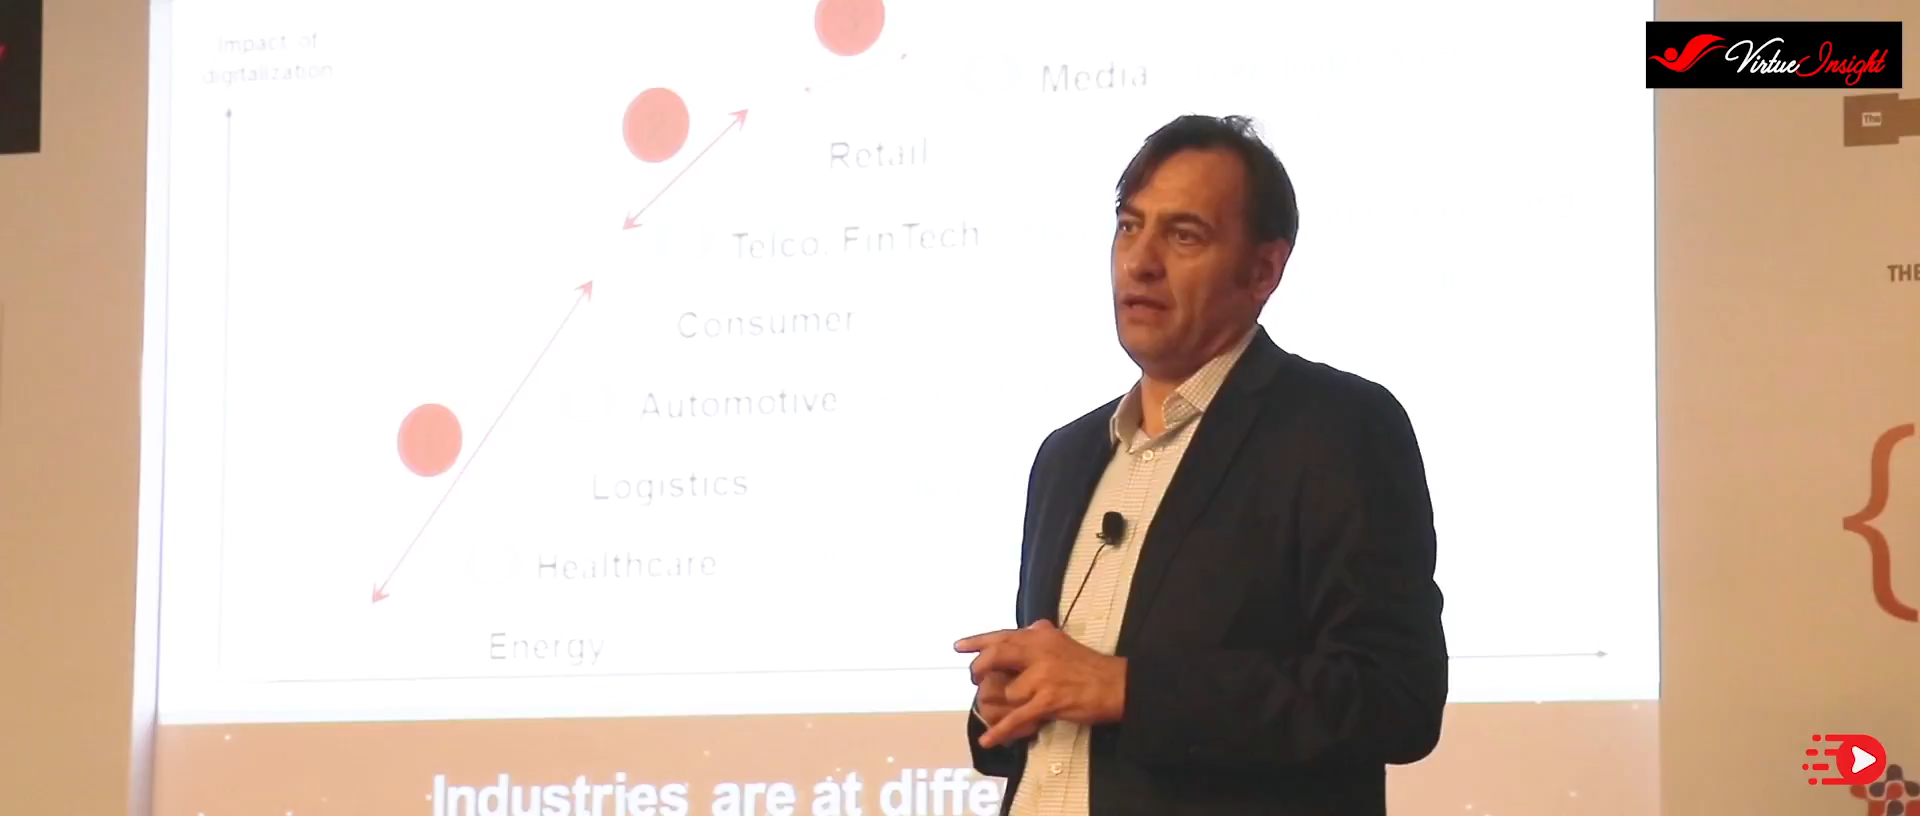 Impact of
digitalization
Media
Retail
Telco. FinTech
Consumer
Automotive
Logistics
Healthcare
Energy
Industries are at diffe
Virtue Insight
The
THE
{